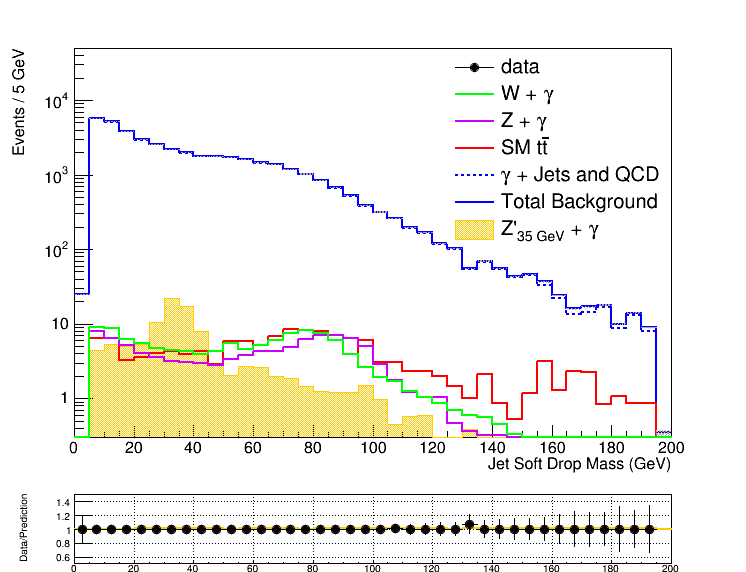 Events / 5 GeV
10⁴
10³
10²
10
1
data
W + γ
Z + γ
SM tt̄
γ + Jets and QCD
Total Background
Z'35 GeV + γ
0 20 40 60 80 100 120 140 160 180 200
Jet Soft Drop Mass (GeV)
Data/Prediction
1.4
1.2
1
0.8
0.6
0 20 40 60 80 100 120 140 160 180 200